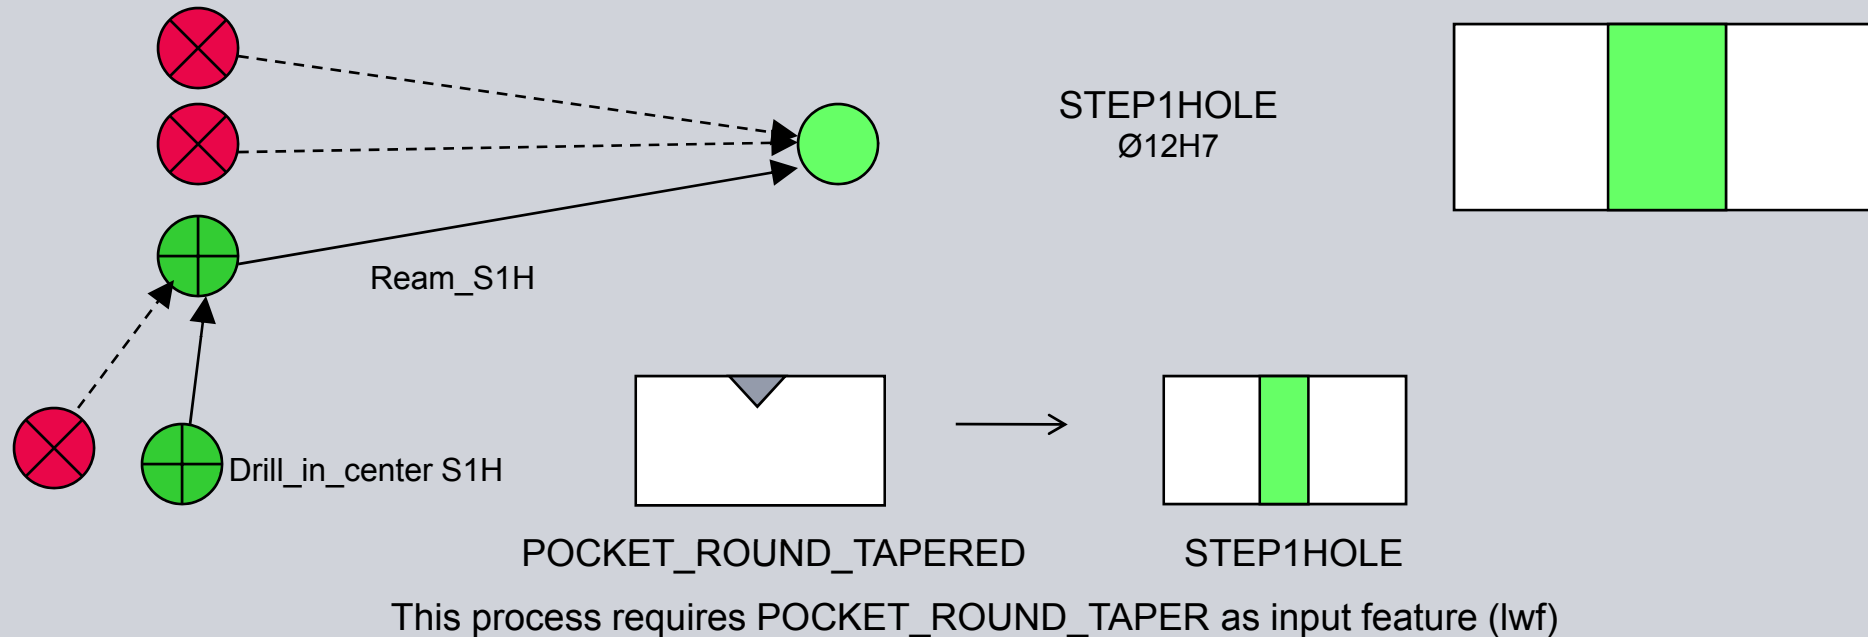 STEP1HOLE
Ø12H7
Ream_S1H
Drill_in_center S1H
POCKET_ROUND_TAPERED
STEP1HOLE
This process requires POCKET_ROUND_TAPER as input feature (lwf)